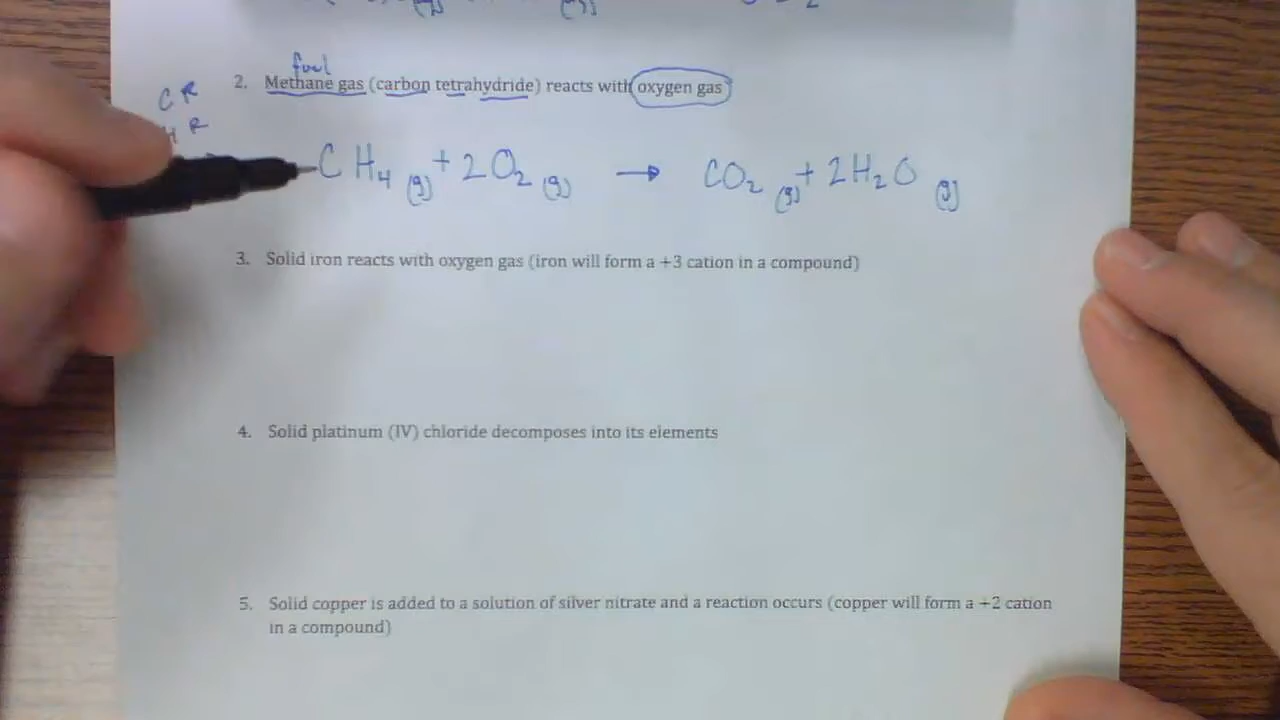 fuel
2. Methane gas (carbon tetrahydride) reacts with oxygen gas
C R
H R
CH₄ (g) + 2O₂ (g) → CO₂ (g) + 2H₂O (g)
3. Solid iron reacts with oxygen gas (iron will form a +3 cation in a compound)
4. Solid platinum (IV) chloride decomposes into its elements
5. Solid copper is added to a solution of silver nitrate and a reaction occurs (copper will form a +2 cation
in a compound)